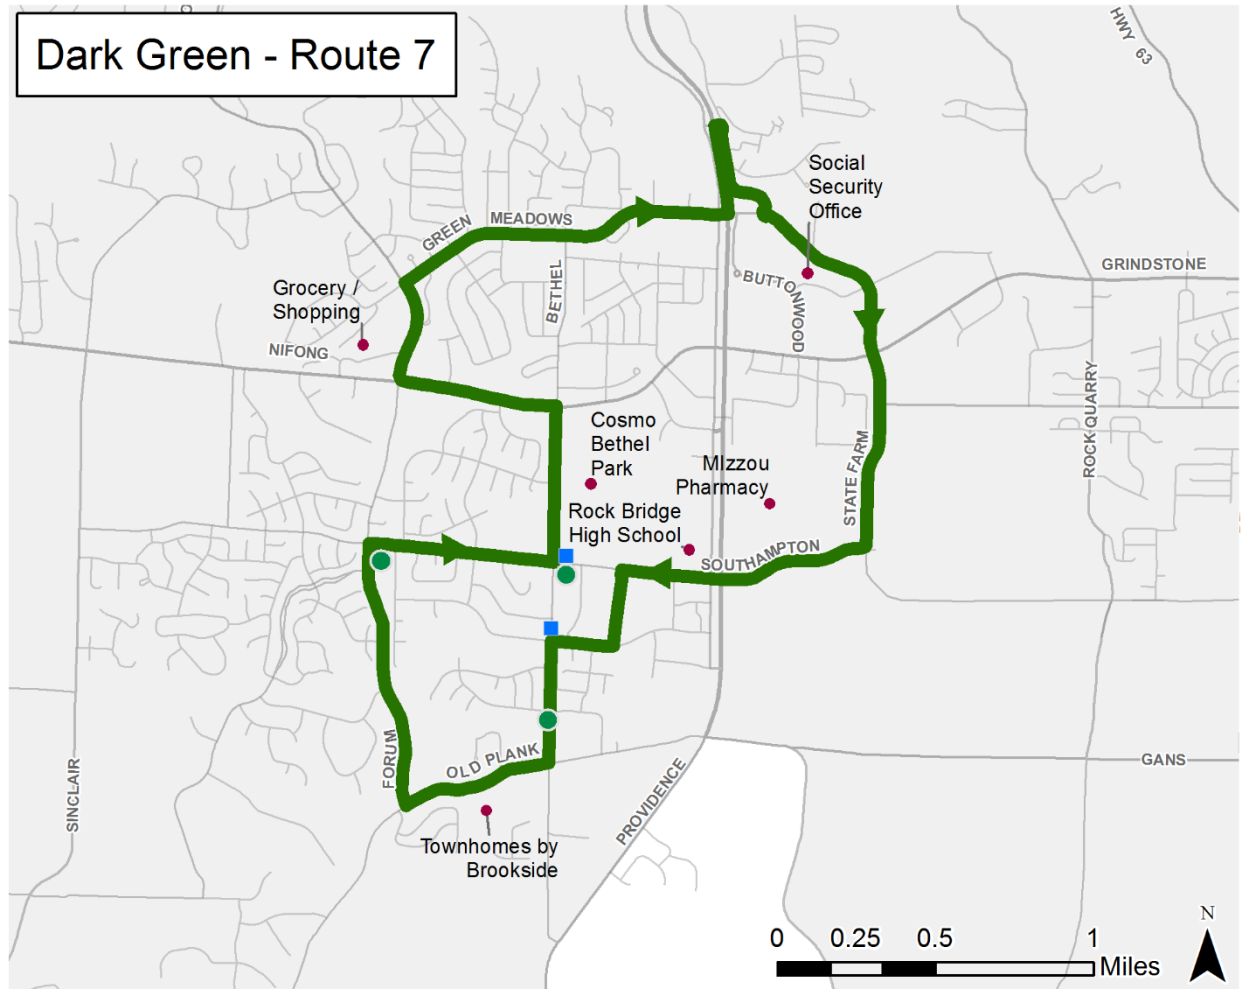 Dark Green - Route 7
HWY 63
Social
Security
Office
GREEN MEADOWS
GRINDSTONE
BETHEL
BUTTONWOOD
Grocery /
Shopping
NIFONG
ROCK QUARRY
Cosmo
Bethel
Park
MIzzou
Pharmacy
STATE FARM
Rock Bridge
High School
SOUTHAMPTON
FORUM
OLD PLANK
GANS
SINCLAIR
PROVIDENCE
Townhomes by
Brookside
N
0 0.25 0.5 1
Miles